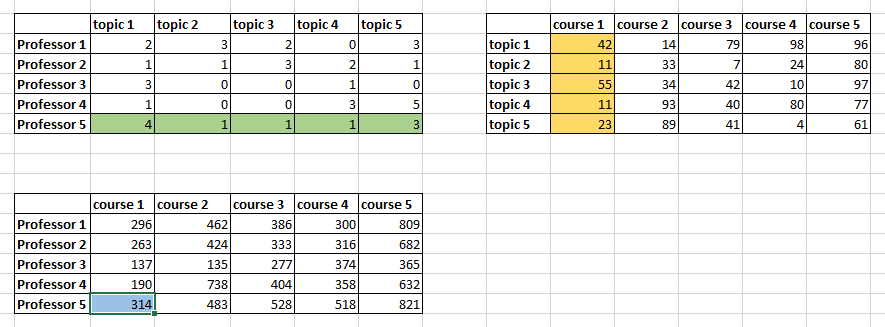 topic 1 topic 2 topic 3 topic 4 topic 5 course 1 course 2 course 3 course 4 course 5
Professor 1 2 3 2 0 3 topic 1 42 14 79 98 96
Professor 2 1 1 3 2 1 topic 2 11 33 7 24 80
Professor 3 3 0 0 1 0 topic 3 55 34 42 10 97
Professor 4 1 0 0 3 5 topic 4 11 93 40 80 77
Professor 5 4 1 1 1 3 topic 5 23 89 41 4 61
course 1 course 2 course 3 course 4 course 5
Professor 1 296 462 386 300 809
Professor 2 263 424 333 316 682
Professor 3 137 135 277 374 365
Professor 4 190 738 404 358 632
Professor 5 314 483 528 518 821